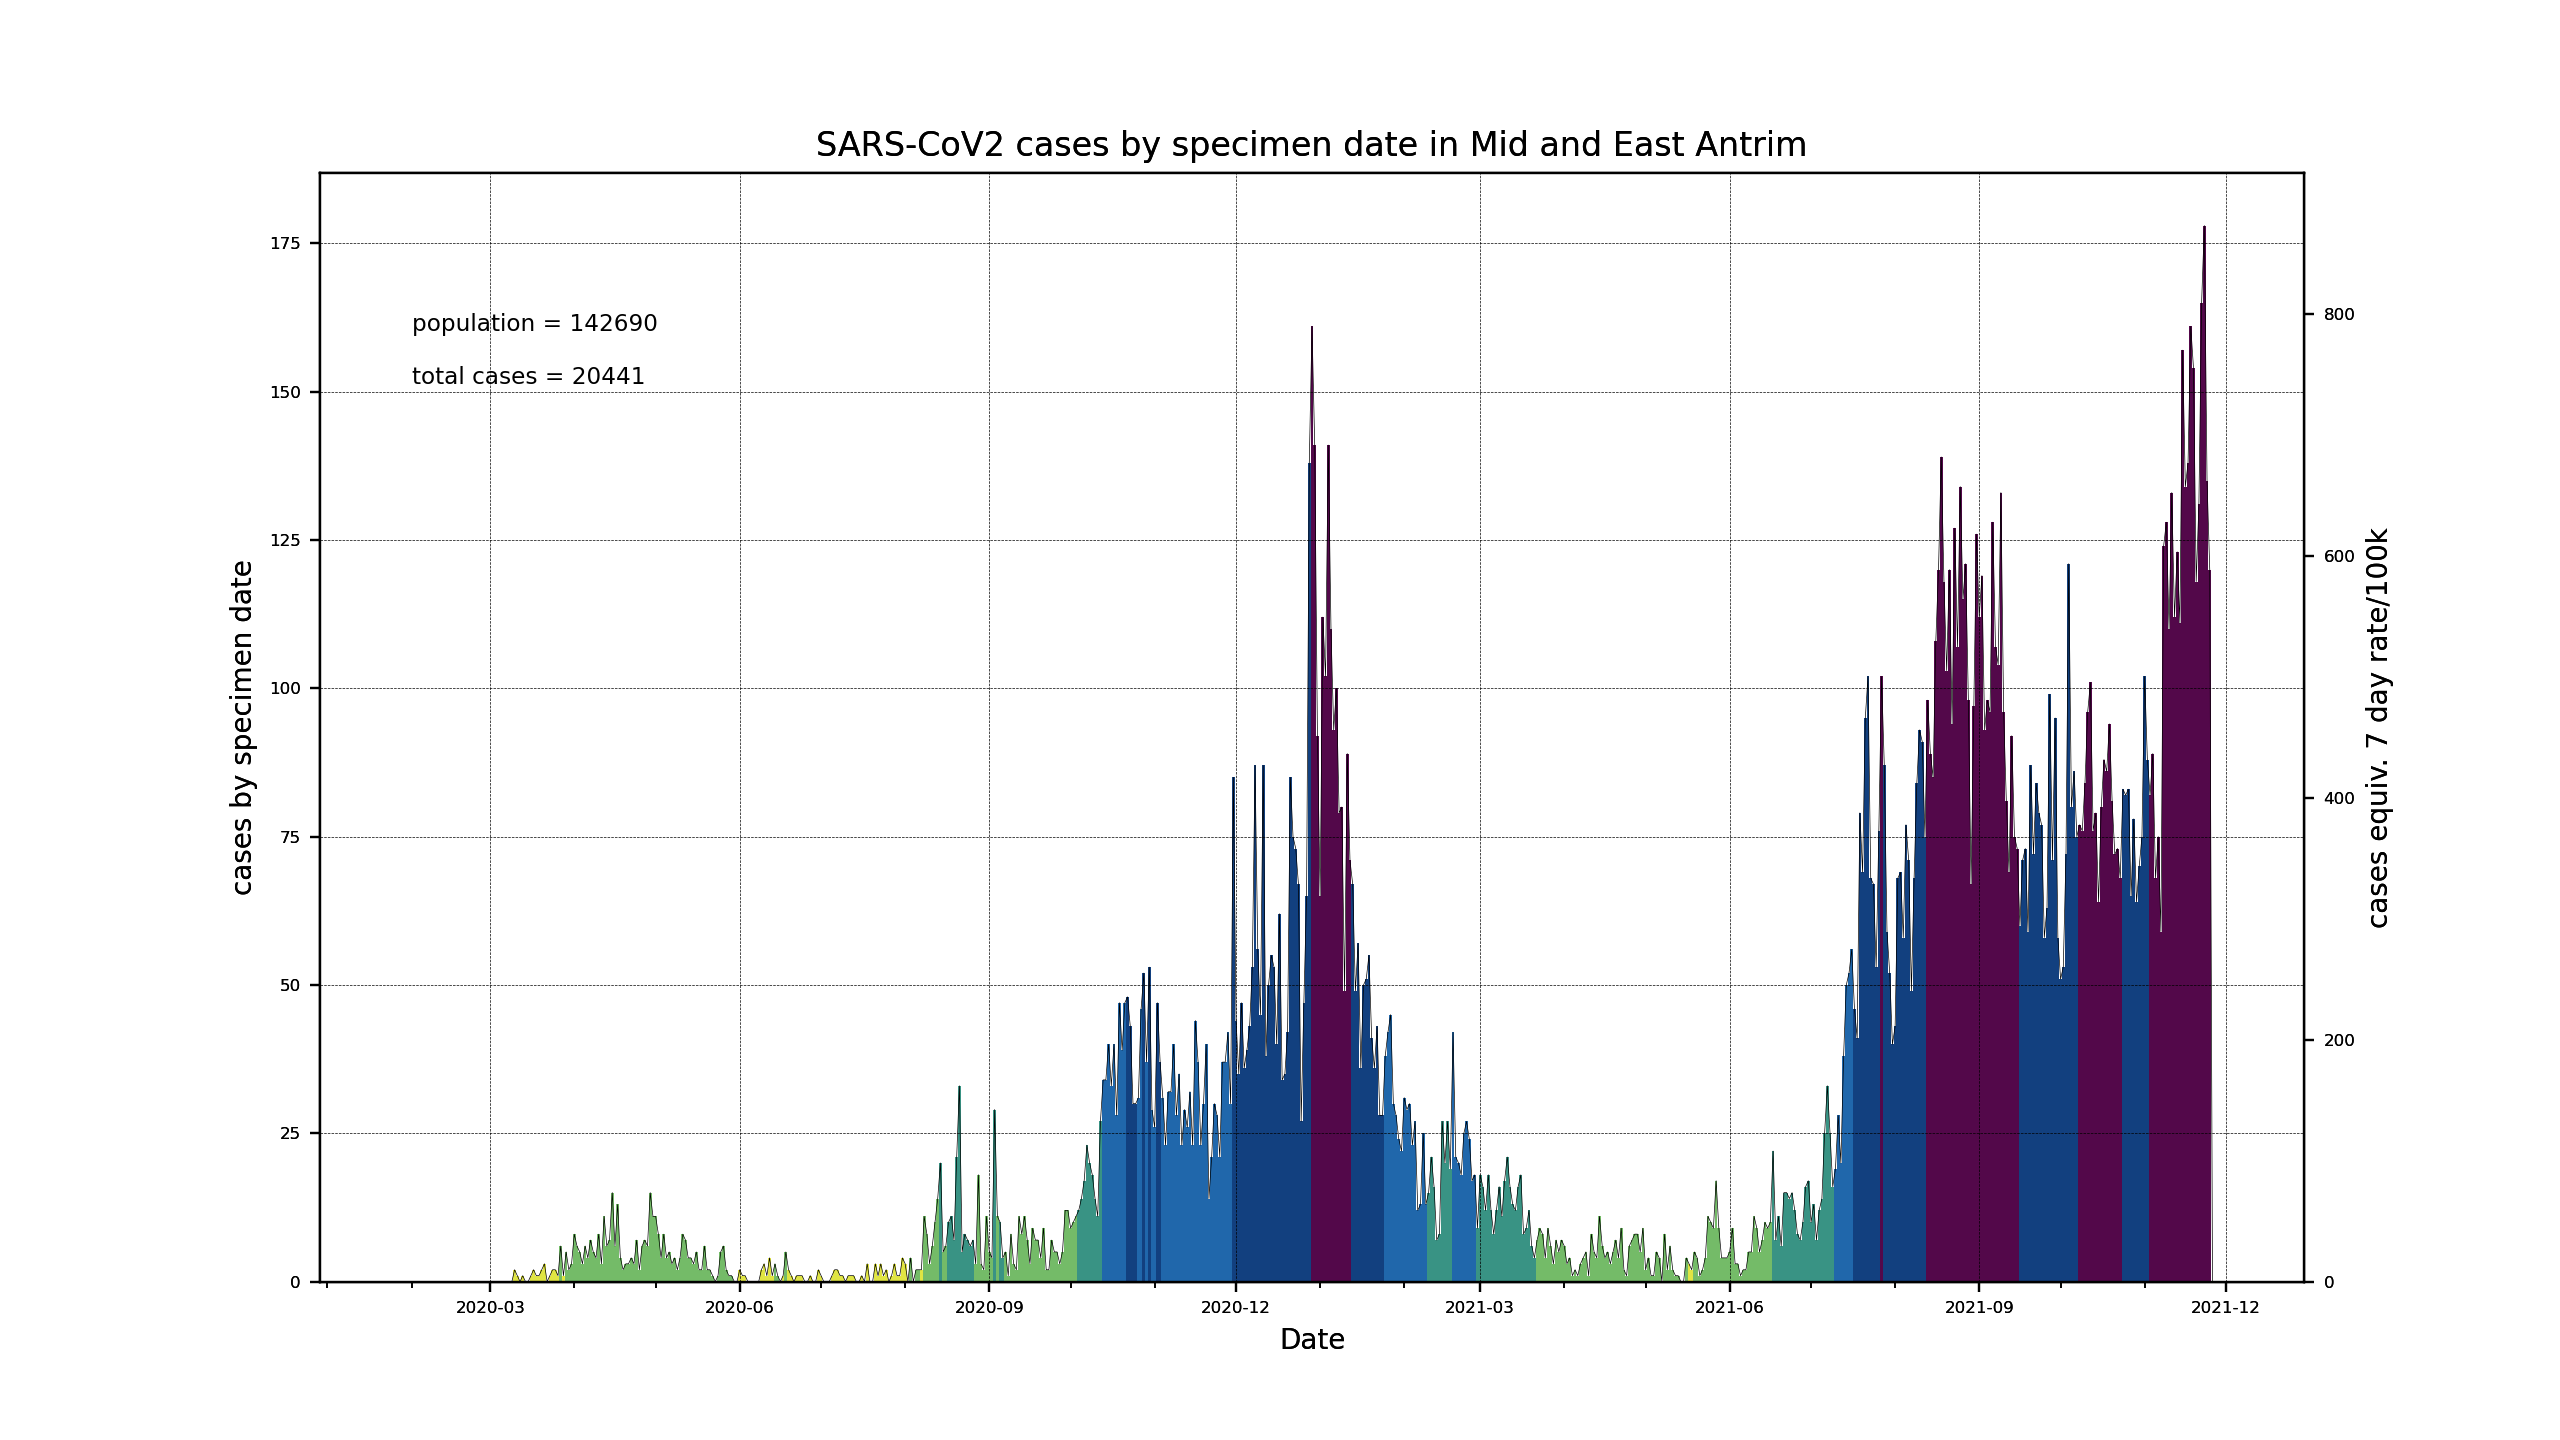 SARS-CoV2 cases by specimen date in Mid and East Antrim
population = 142690
total cases = 20441
cases by specimen date
175
150
125
100
75
50
25
0
800
600
400
200
0
cases equiv. 7 day rate/100k
2020-03 2020-06 2020-09 2020-12 2021-03 2021-06 2021-09 2021-12
Date